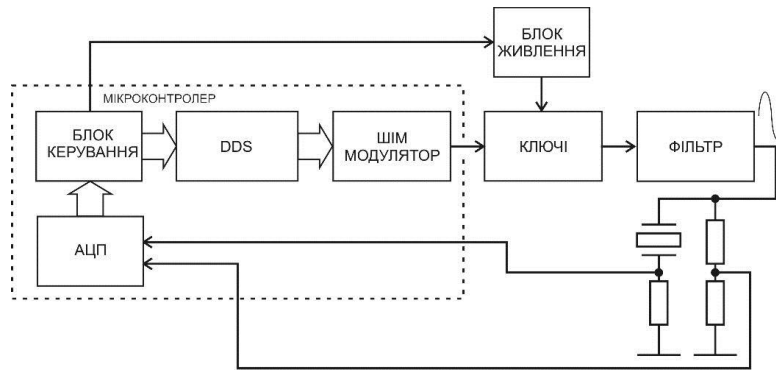 БЛОК
ЖИВЛЕННЯ
МІКРОКОНТРОЛЕР
БЛОК
КЕРУВАННЯ
DDS
ШІМ
МОДУЛЯТОР
КЛЮЧІ
ФІЛЬТР
АЦП